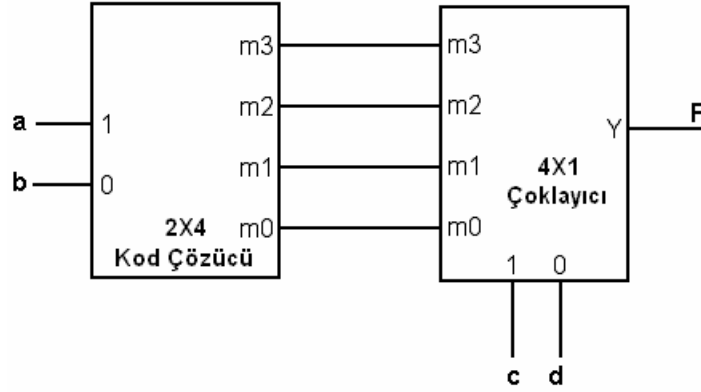 m3
m3
m2
m2
a
1
Y
F
m1
m1
4X1
Çoklayıcı
b
0
2X4
Kod Çözücü
m0
m0
1 0
c d